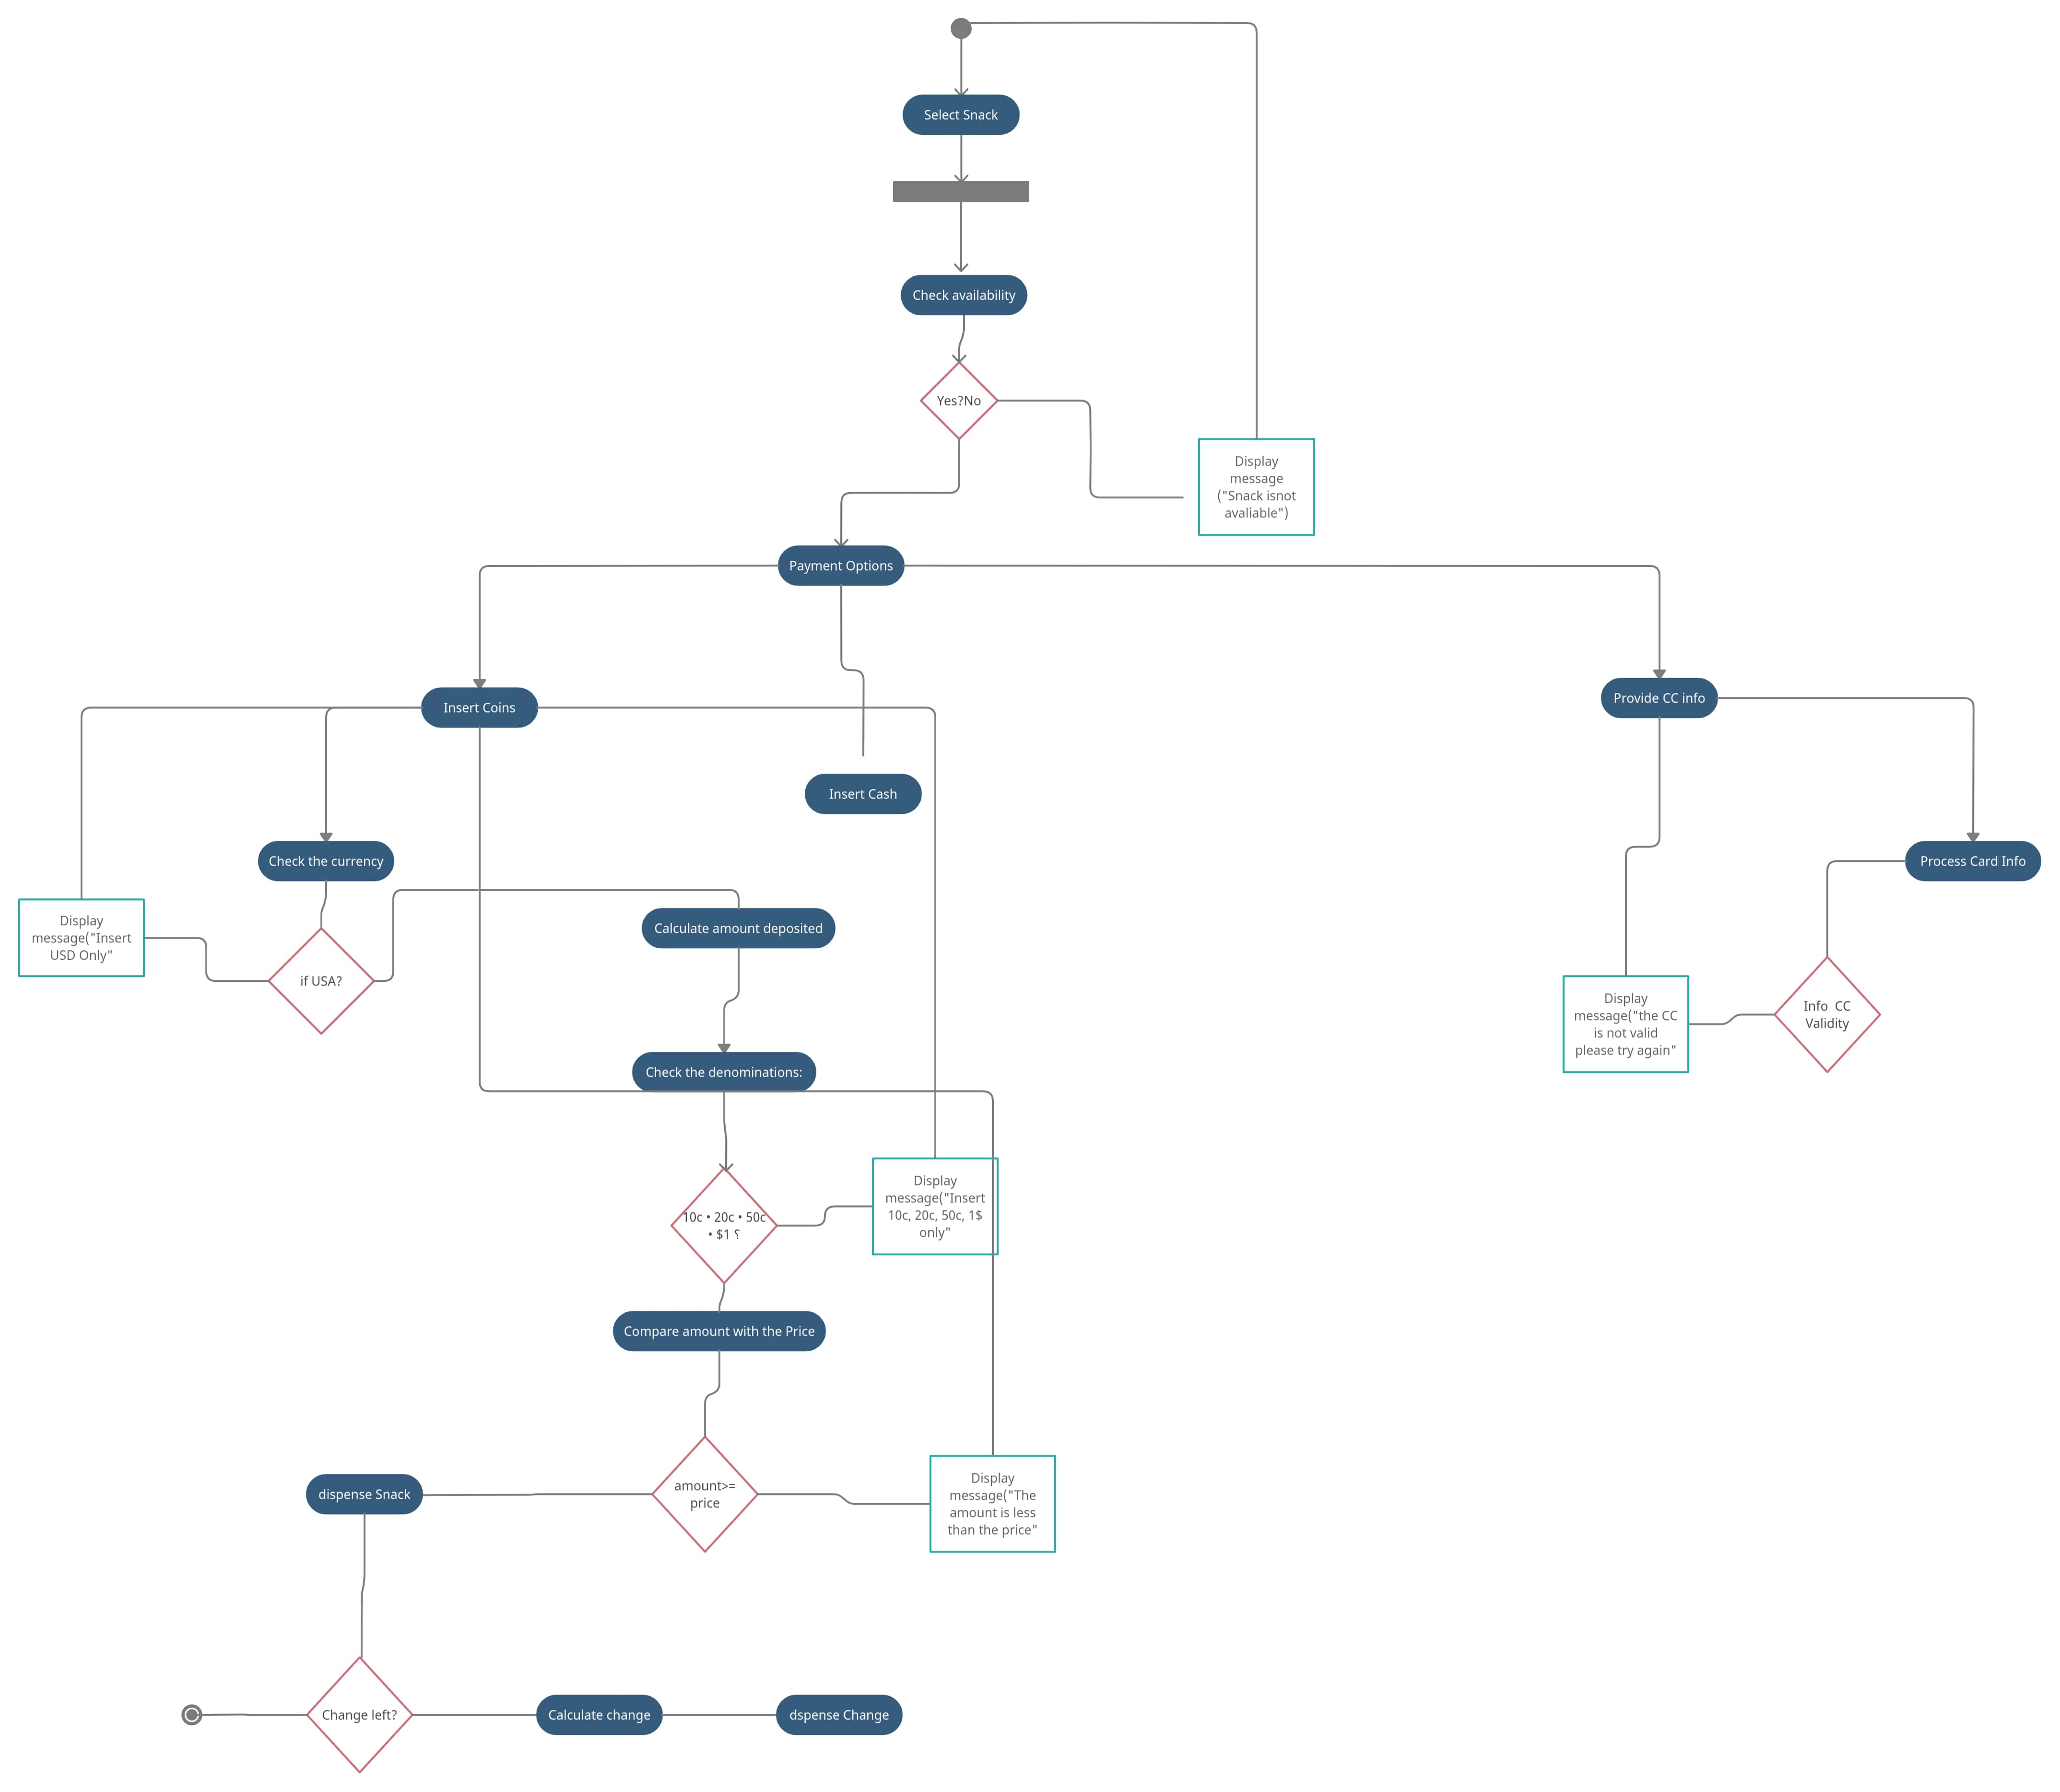 Select Snack
Check availability
Yes?No
Display
message
("Snack isnot
avaliable")
Payment Options
Provide CC info
Insert Coins
Insert Cash
Check the currency
Process Card Info
Display
message("Insert
USD Only"
Calculate amount deposited
if USA?
Display
message("the CC
is not valid
please try again"
Info  CC
Validity
Check the denominations:
Display
message("Insert
10c, 20c, 50c, 1$
only"
10c • 20c • 50c
• $1 ؟
Compare amount with the Price
dispense Snack
amount>=
price
Display
message("The
amount is less
than the price"
Change left?
Calculate change
dspense Change